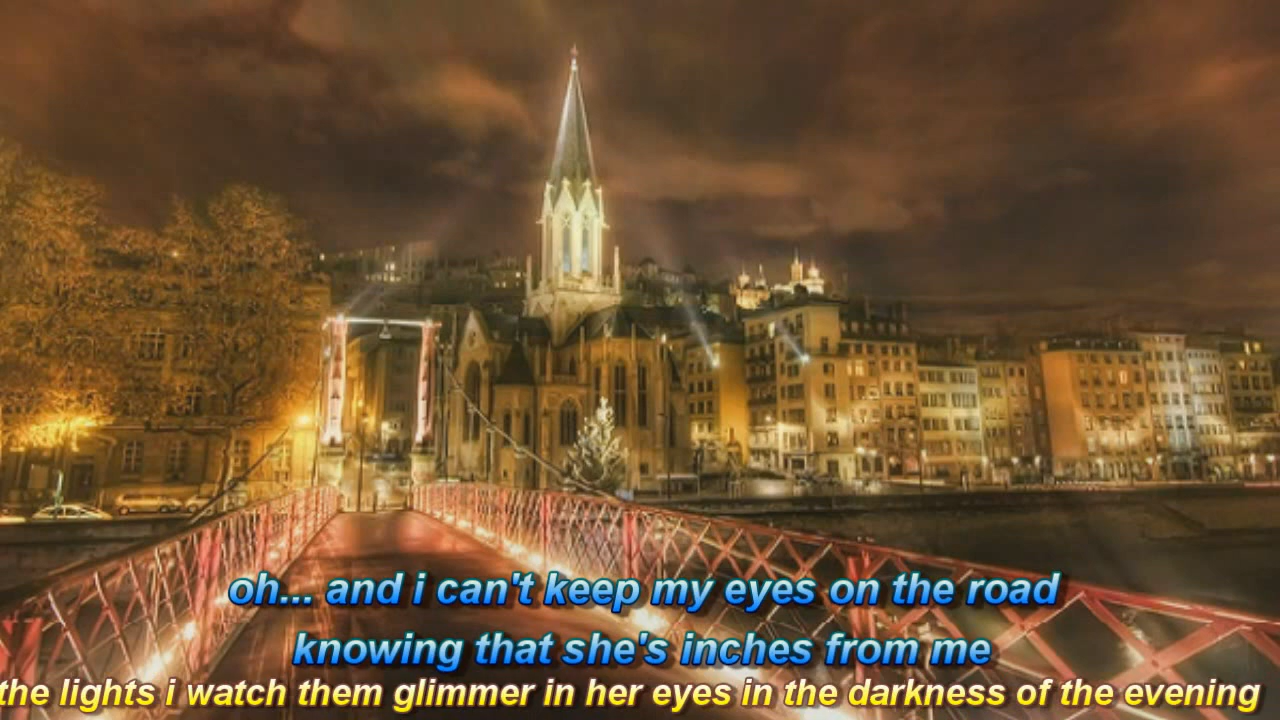 oh... and i can't keep my eyes on the road
knowing that she's inches from me
the lights i watch them glimmer in her eyes in the darkness of the evening